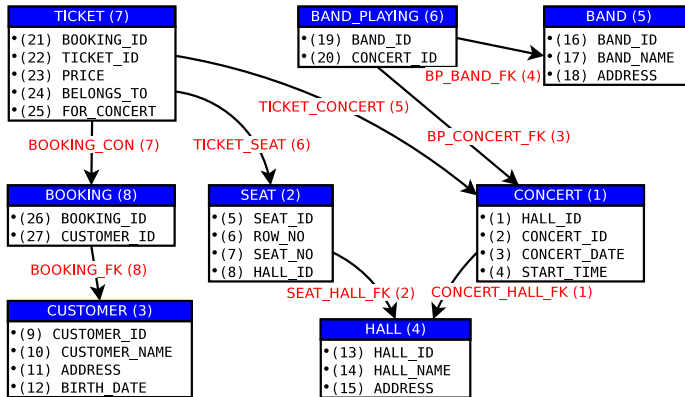 TICKET (7)
•(21) BOOKING_ID
•(22) TICKET_ID
•(23) PRICE
•(24) BELONGS_TO
•(25) FOR_CONCERT
BAND_PLAYING (6)
•(19) BAND_ID
•(20) CONCERT_ID
BAND (5)
•(16) BAND_ID
•(17) BAND_NAME
•(18) ADDRESS
BP_BAND_FK (4)
TICKET_CONCERT (5)
BP_CONCERT_FK (3)
BOOKING_CON (7)
TICKET_SEAT (6)
BOOKING (8)
•(26) BOOKING_ID
•(27) CUSTOMER_ID
SEAT (2)
•(5) SEAT_ID
•(6) ROW_NO
•(7) SEAT_NO
•(8) HALL_ID
CONCERT (1)
•(1) HALL_ID
•(2) CONCERT_ID
•(3) CONCERT_DATE
•(4) START_TIME
BOOKING_FK (8)
SEAT_HALL_FK (2)
CONCERT_HALL_FK (1)
CUSTOMER (3)
•(9) CUSTOMER_ID
•(10) CUSTOMER_NAME
•(11) ADDRESS
•(12) BIRTH_DATE
HALL (4)
•(13) HALL_ID
•(14) HALL_NAME
•(15) ADDRESS